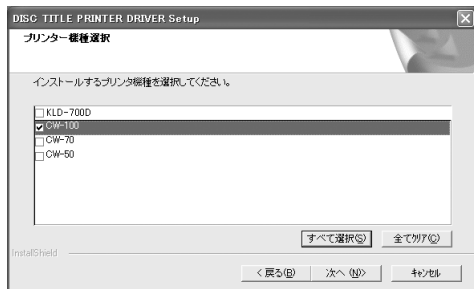 DISC TITLE PRINTER DRIVER Setup
プリンター機種選択
インストールするプリンタ機種を選択してください。
KLD-700D
CW-100
CW-70
CW-50
すべて選択(S) 全てクリア(C)
InstallShield
< 戻る(B) 次へ (N)> キャンセル